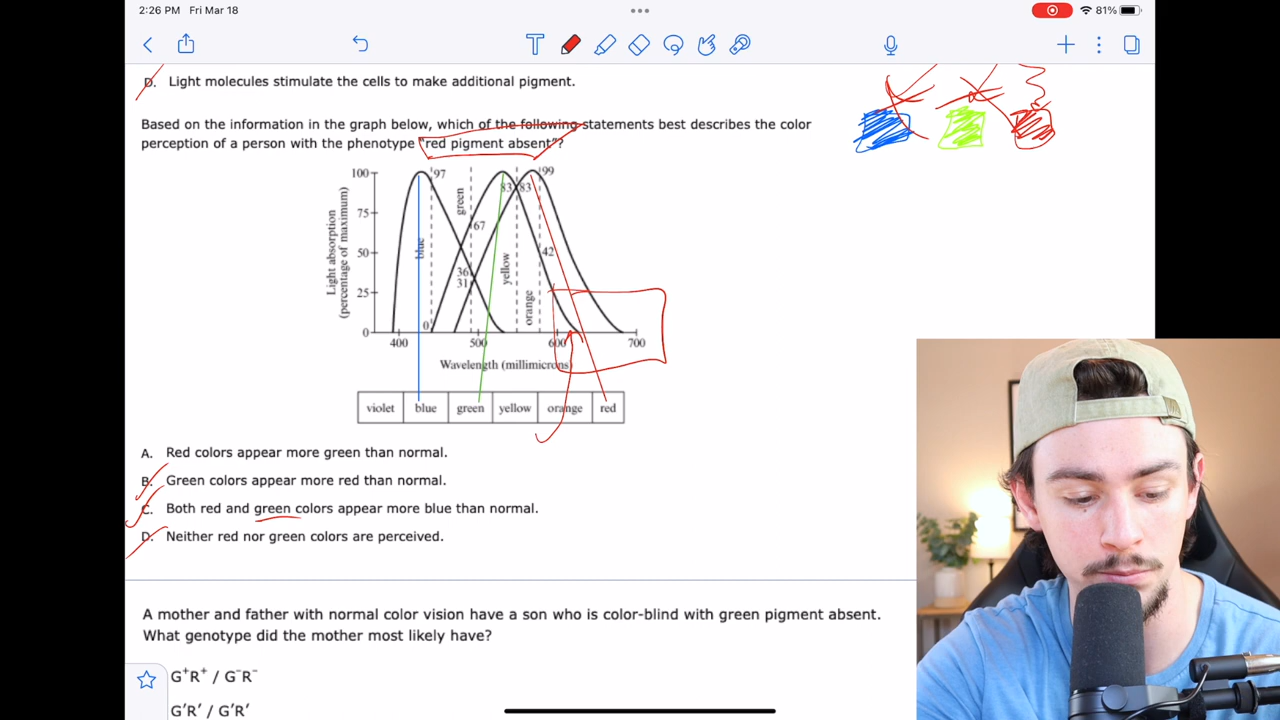 2:26 PM Fri Mar 18
81%
T
D. Light molecules stimulate the cells to make additional pigment.
Based on the information in the graph below, which of the following statements best describes the color
perception of a person with the phenotype "red pigment absent"?
Light absorption
(percentage of maximum)
100
75
50
25
0
97
83
83
99
67
42
36
31
0
blue
green
yellow
orange
400
500
600
700
Wavelength (millimicrons)
violet blue green yellow orange red
A. Red colors appear more green than normal.
B. Green colors appear more red than normal.
C. Both red and green colors appear more blue than normal.
D. Neither red nor green colors are perceived.
A mother and father with normal color vision have a son who is color-blind with green pigment absent.
What genotype did the mother most likely have?
G⁺R⁺ / G⁻R⁻
G′R′ / G′R′